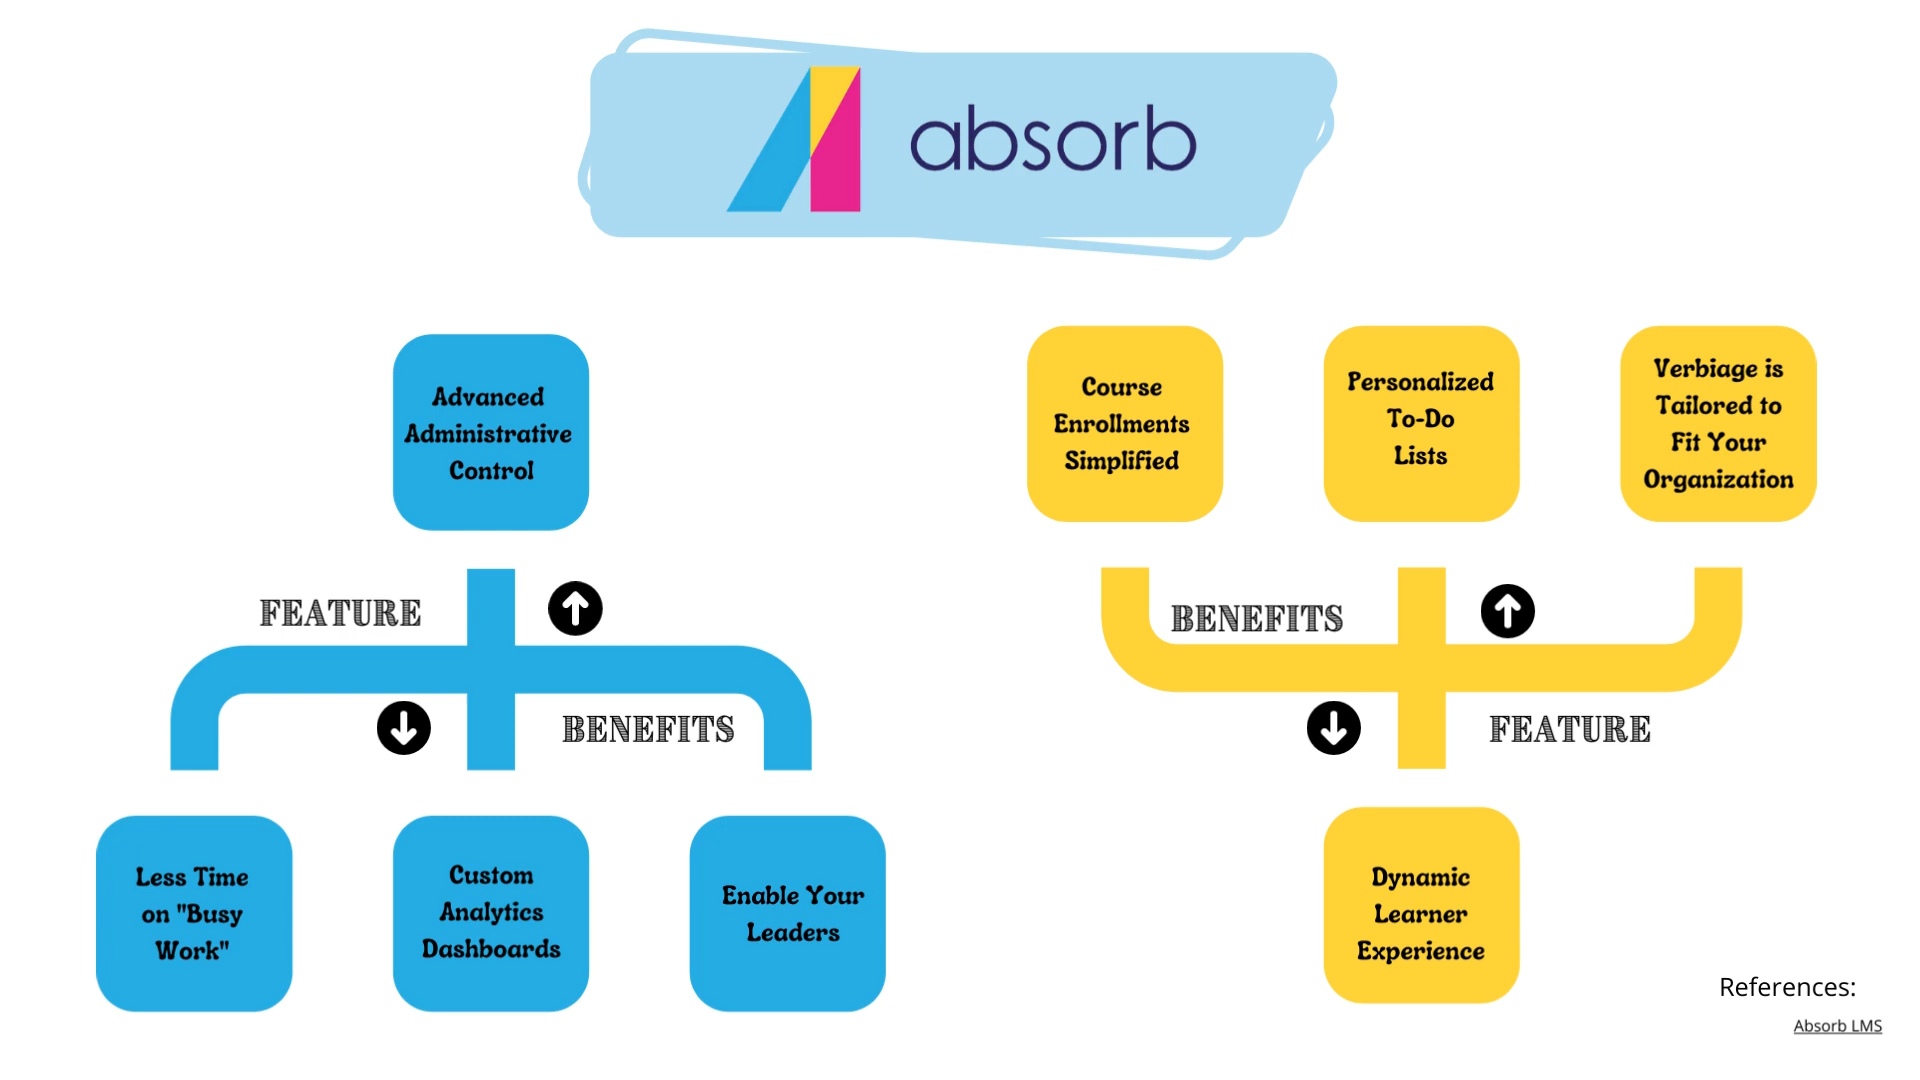 absorb
Advanced
Administrative
Control
FEATURE
BENEFITS
Less Time
on "Busy
Work"
Custom
Analytics
Dashboards
Enable Your
Leaders
Course
Enrollments
Simplified
Personalized
To-Do
Lists
Verbiage is
Tailored to
Fit Your
Organization
BENEFITS
FEATURE
Dynamic
Learner
Experience
References:
Absorb LMS